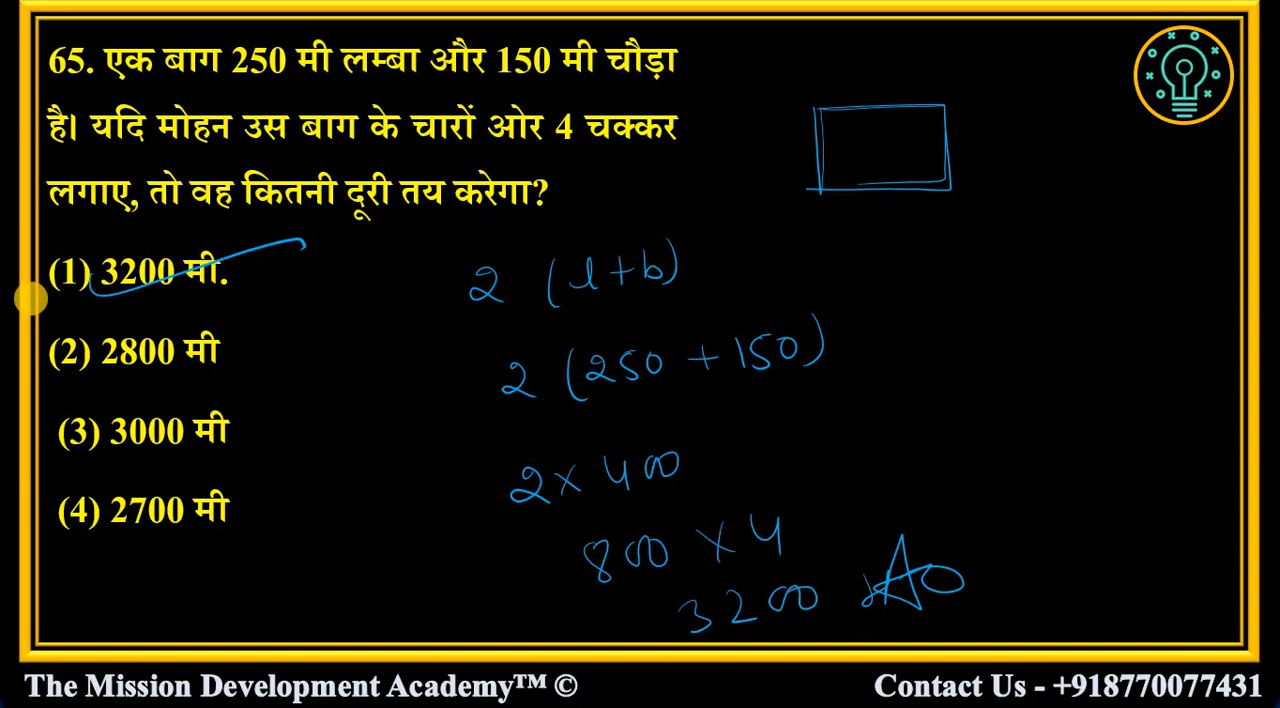 65. एक बाग 250 मी लम्बा और 150 मी चौड़ा
है। यदि मोहन उस बाग के चारों ओर 4 चक्कर
लगाए, तो वह कितनी दूरी तय करेगा?
(1) 3200 मी.
(2) 2800 मी
(3) 3000 मी
(4) 2700 मी
2 (l+b)
2 (250 + 150)
2 × 400
800 × 4
3200
The Mission Development Academy™ ©
Contact Us - +918770077431